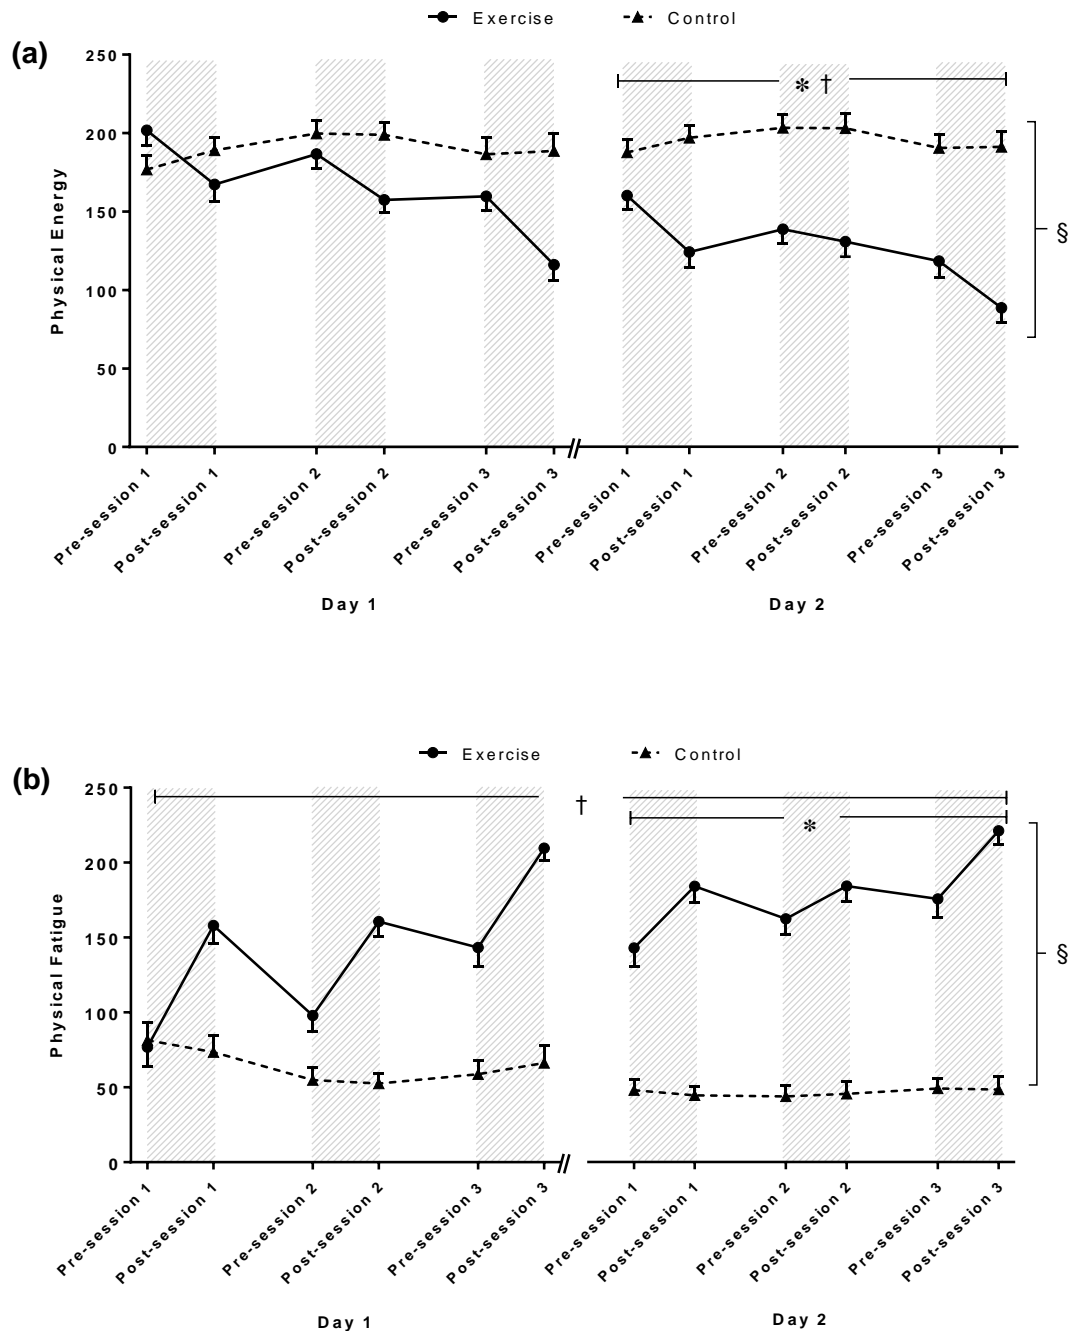 Exercise Control
(a)
250
200
150
100
50
0
Physical Energy
* †
§
Pre-session 1
Post-session 1
Pre-session 2
Post-session 2
Pre-session 3
Post-session 3
Pre-session 1
Post-session 1
Pre-session 2
Post-session 2
Pre-session 3
Post-session 3
Day 1
Day 2
Exercise Control
(b)
250
200
150
100
50
0
Physical Fatigue
†
*
§
Pre-session 1
Post-session 1
Pre-session 2
Post-session 2
Pre-session 3
Post-session 3
Pre-session 1
Post-session 1
Pre-session 2
Post-session 2
Pre-session 3
Post-session 3
Day 1
Day 2